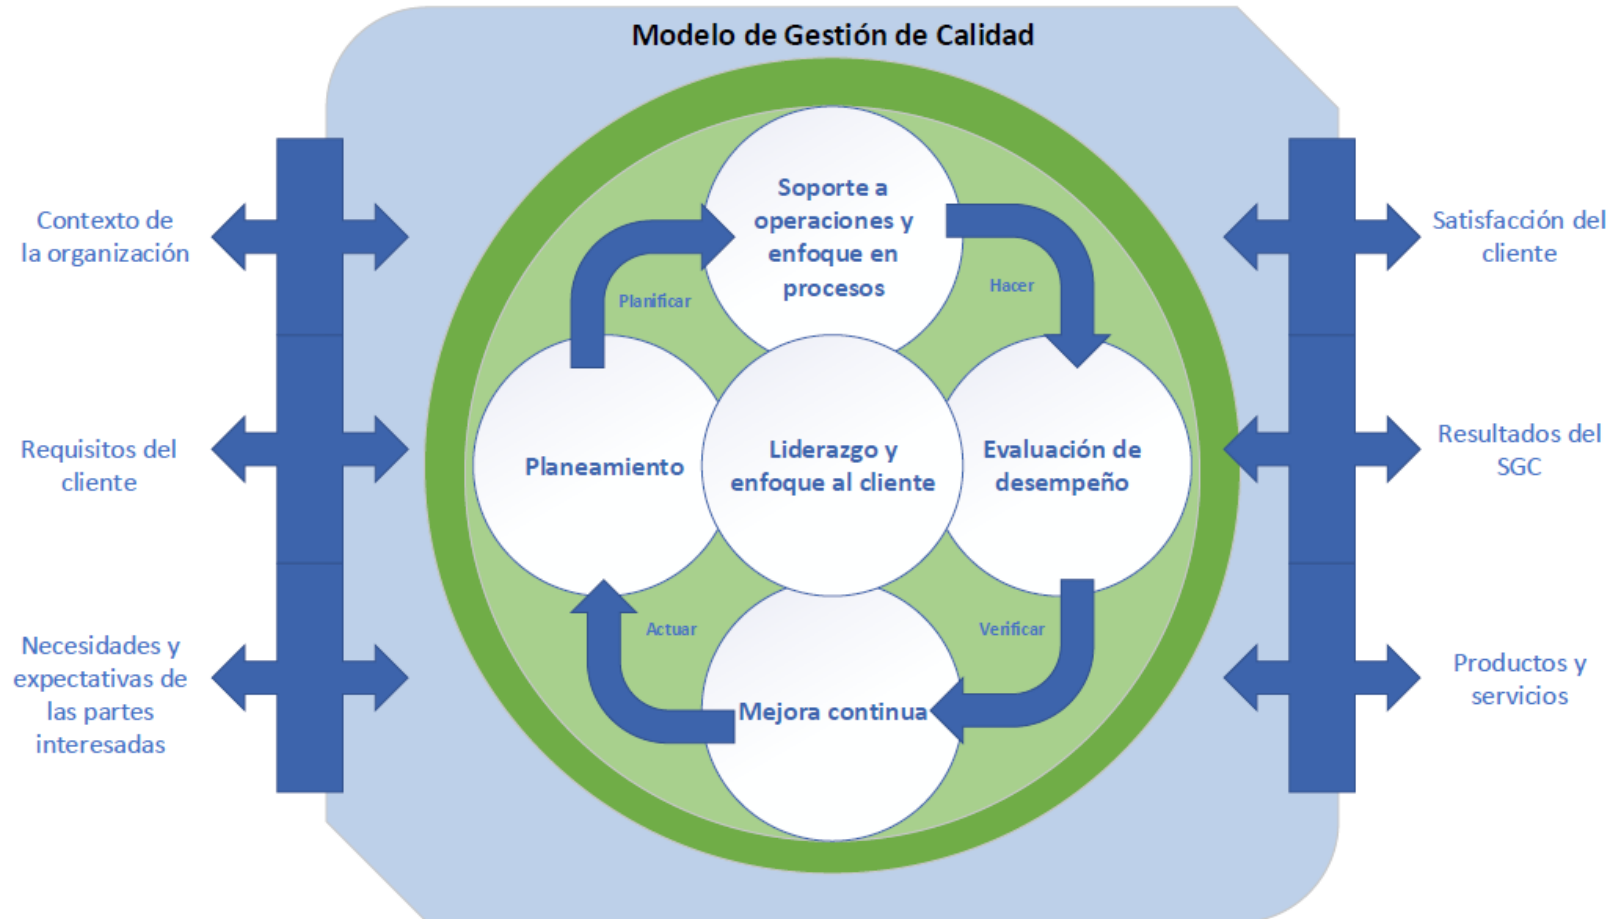 Modelo de Gestión de Calidad
Contexto de
la organización
Requisitos del
cliente
Necesidades y
expectativas de
las partes
interesadas
Soporte a
operaciones y
enfoque en
procesos
Planificar
Hacer
Planeamiento
Liderazgo y
enfoque al cliente
Evaluación de
desempeño
Actuar
Verificar
Mejora continua
Satisfacción del
cliente
Resultados del
SGC
Productos y
servicios